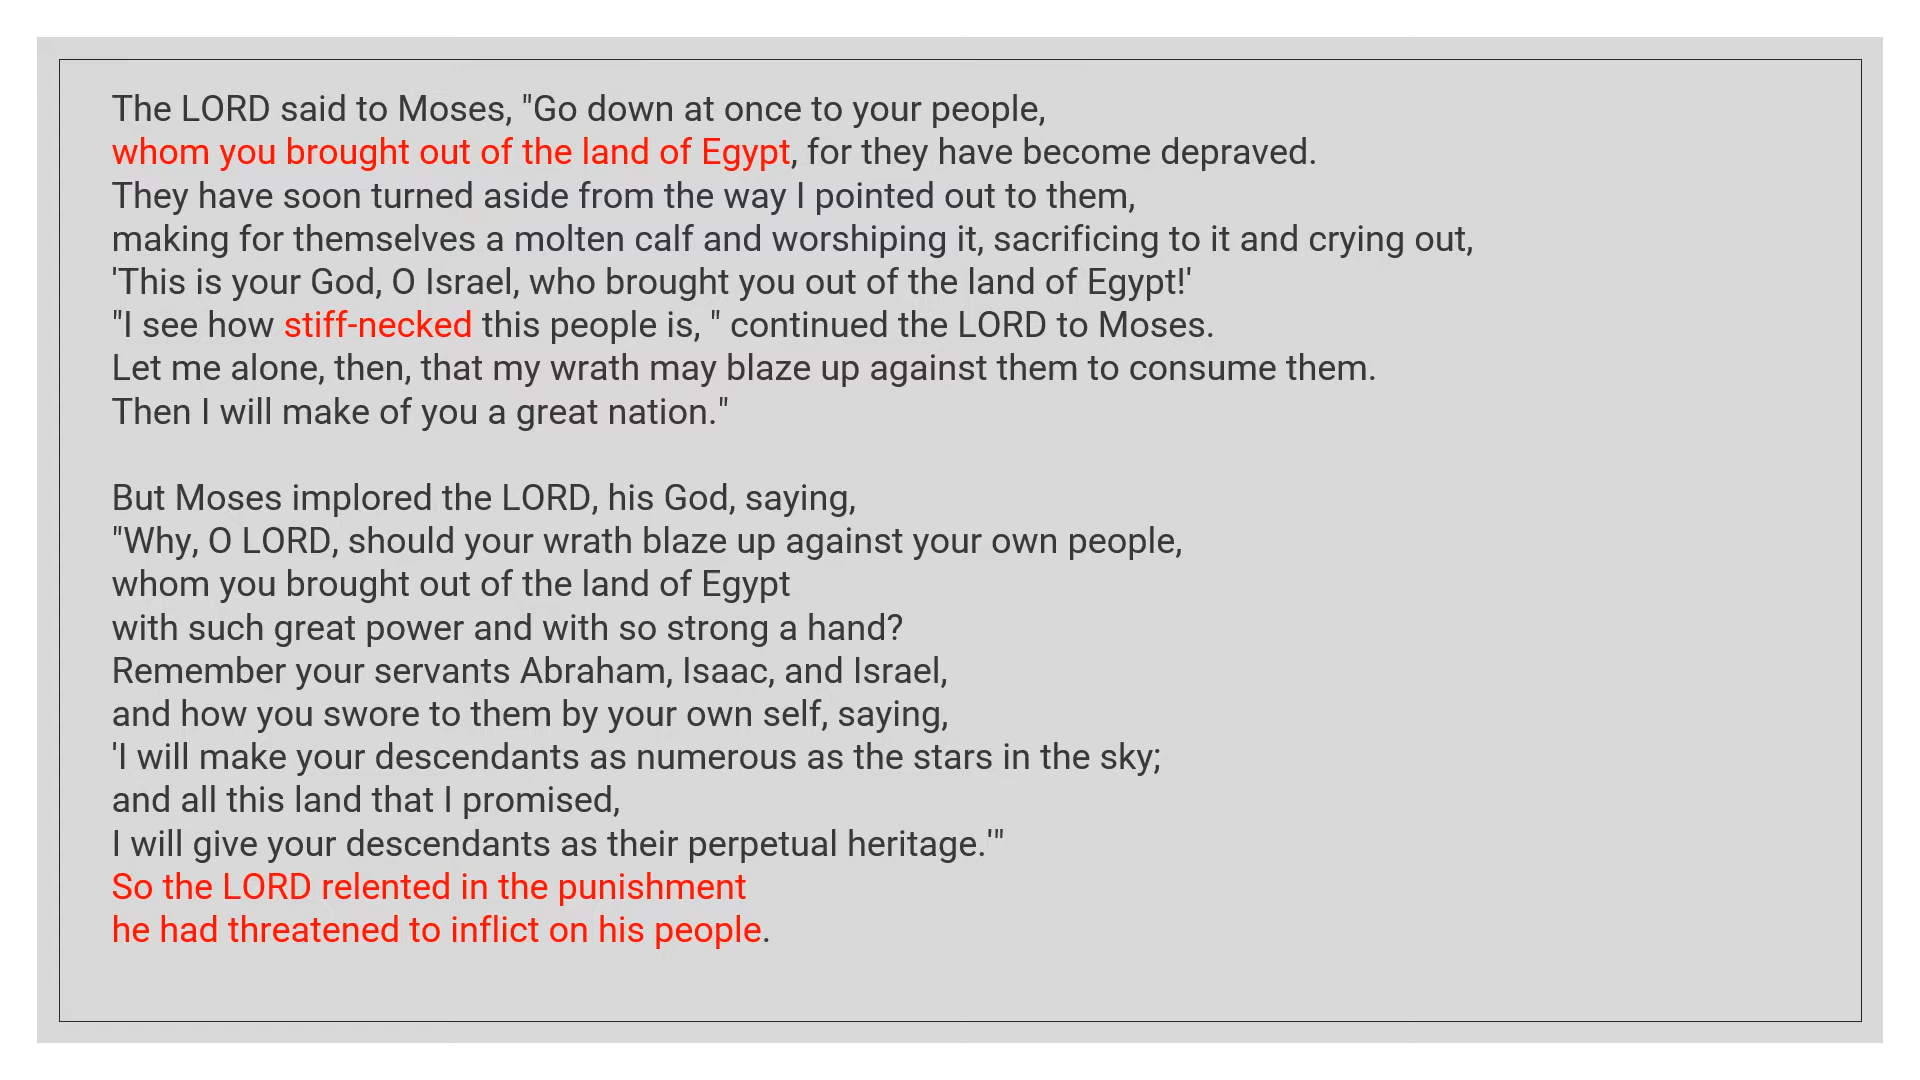 The LORD said to Moses, "Go down at once to your people,
whom you brought out of the land of Egypt, for they have become depraved.
They have soon turned aside from the way I pointed out to them,
making for themselves a molten calf and worshiping it, sacrificing to it and crying out,
'This is your God, O Israel, who brought you out of the land of Egypt!'
"I see how stiff-necked this people is, " continued the LORD to Moses.
Let me alone, then, that my wrath may blaze up against them to consume them.
Then I will make of you a great nation."
But Moses implored the LORD, his God, saying,
"Why, O LORD, should your wrath blaze up against your own people,
whom you brought out of the land of Egypt
with such great power and with so strong a hand?
Remember your servants Abraham, Isaac, and Israel,
and how you swore to them by your own self, saying,
'I will make your descendants as numerous as the stars in the sky;
and all this land that I promised,
I will give your descendants as their perpetual heritage.'"
So the LORD relented in the punishment
he had threatened to inflict on his people.